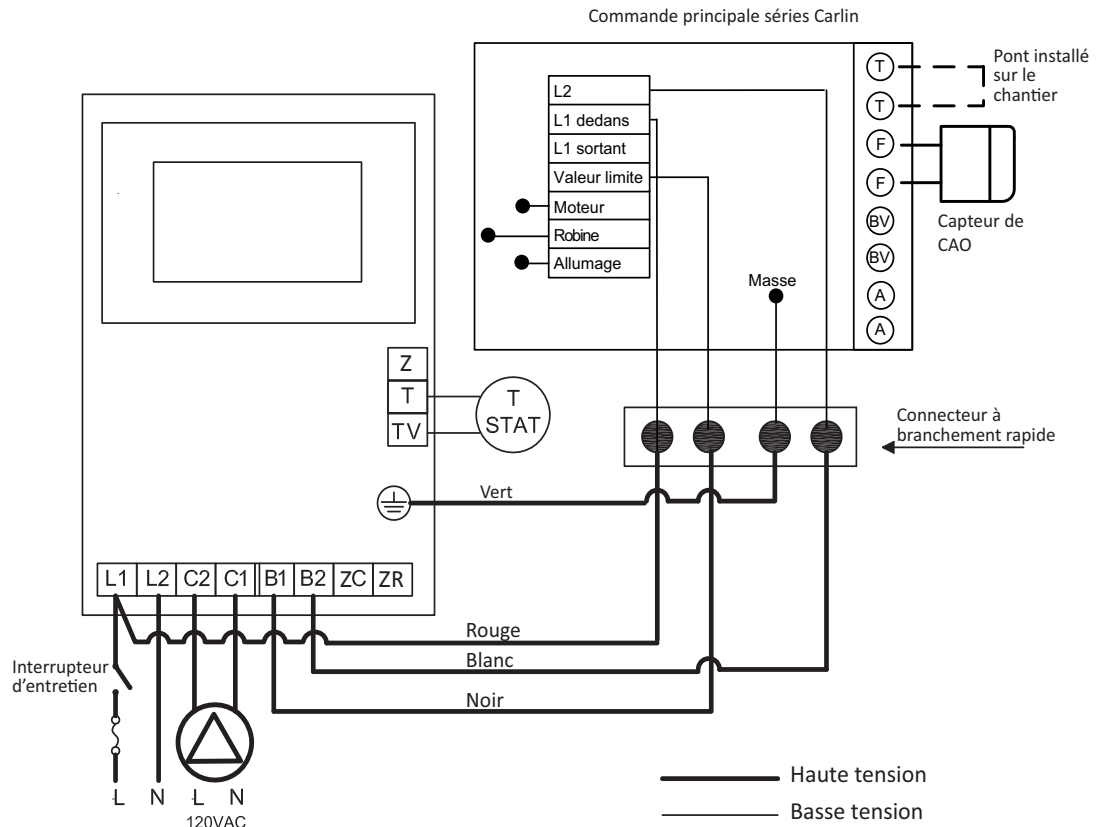 Commande principale séries Carlin
Pont installé
sur le
chantier
L2
L1 dedans
L1 sortant
Valeur limite
Moteur
Robine
Allumage
Masse
T
T
F
F
BV
BV
A
A
Capteur de
CAO
Z
T
TV
T
STAT
Connecteur à
branchement rapide
Vert
L1 L2 C2 C1 B1 B2 ZC ZR
Rouge
Blanc
Noir
Interrupteur
d'entretien
L N L N
120VAC
Haute tension
Basse tension